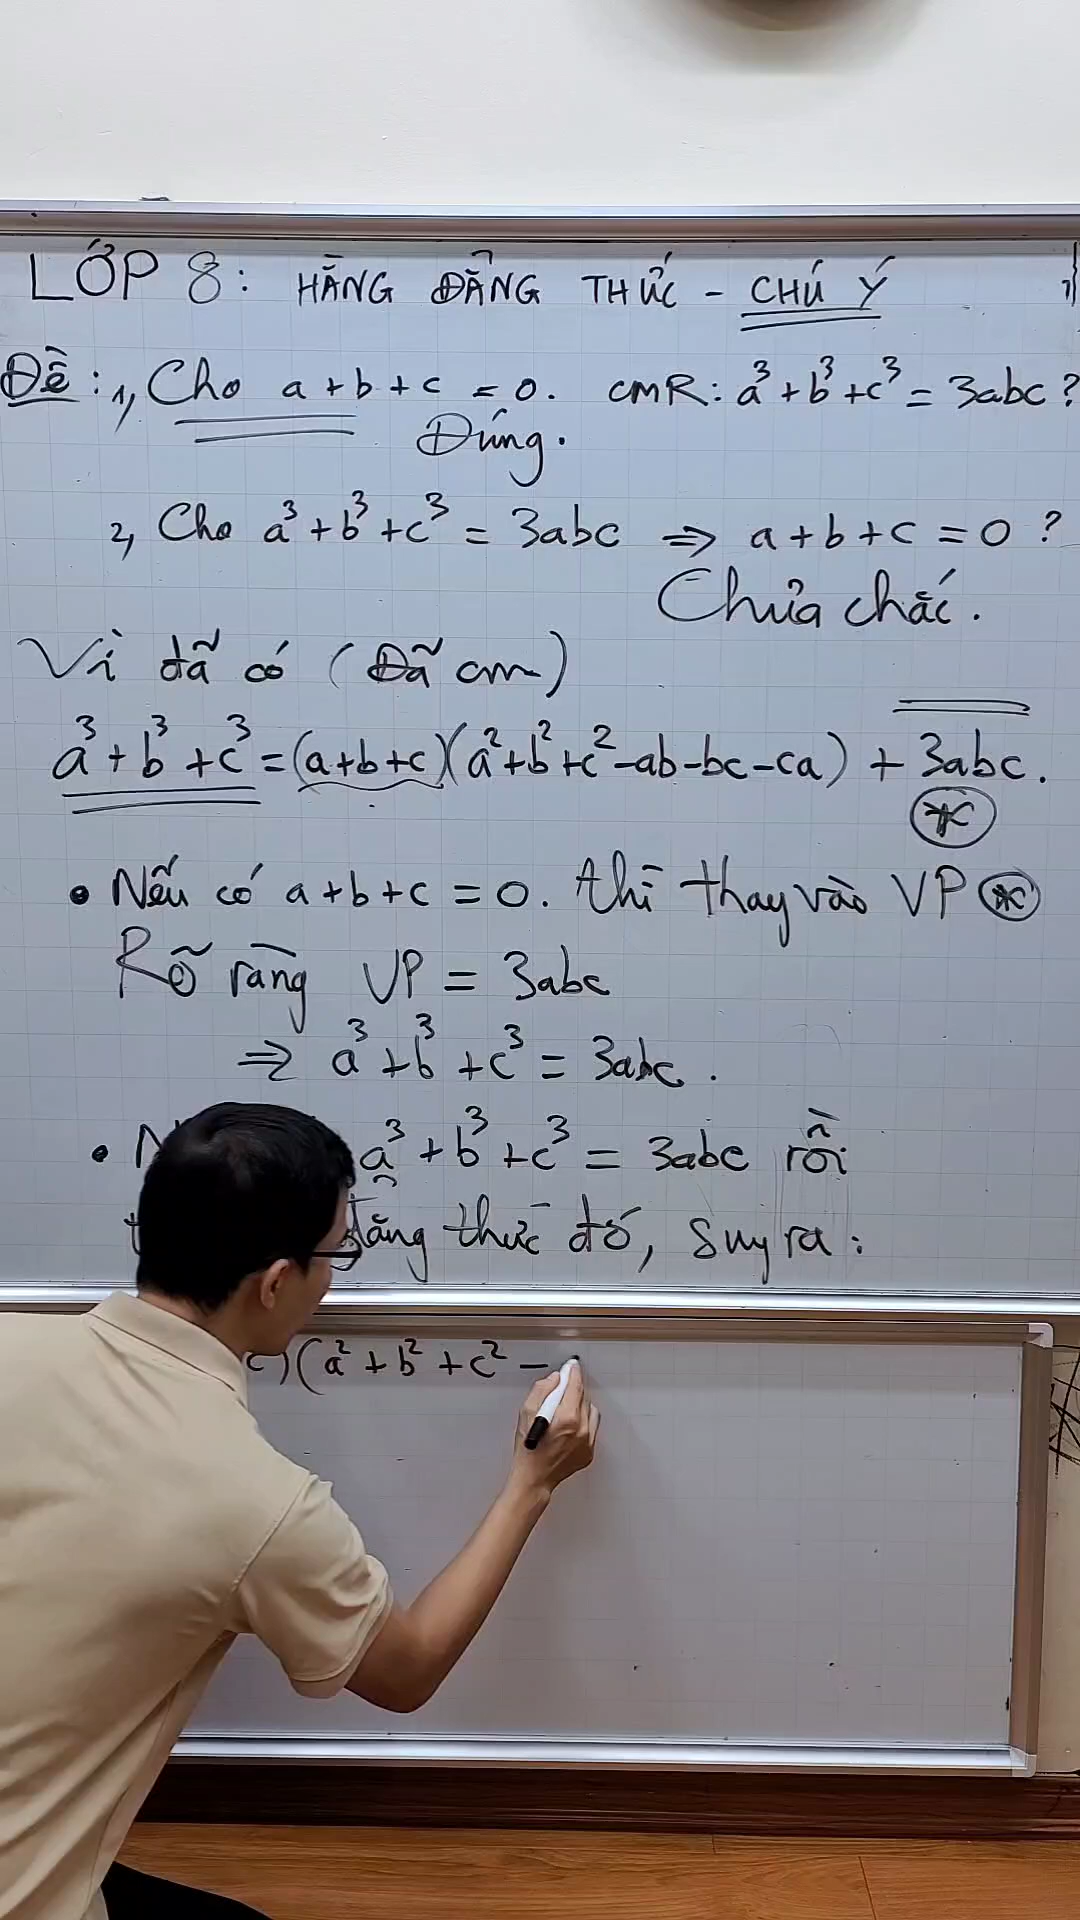 LỚP 8: HẰNG ĐẲNG THỨC - CHÚ Ý
Đề: 1, Cho a+b+c = 0. CMR: a³+b³+c³ = 3abc?
Đúng.
2, Cho a³+b³+c³ = 3abc ⇒ a+b+c = 0 ?
Chưa chắc.
Vì đã có (Đã cm)
a³+b³+c³ = (a+b+c)(a²+b²+c²-ab-bc-ca) + 3abc.
(*)
• Nếu có a+b+c = 0. thì thay vào VP (*)
Rõ ràng VP = 3abc
⇒ a³+b³+c³ = 3abc.
• a³+b³+c³ = 3abc rồi
đẳng thức đó, suy ra:
c)(a²+b²+c² -